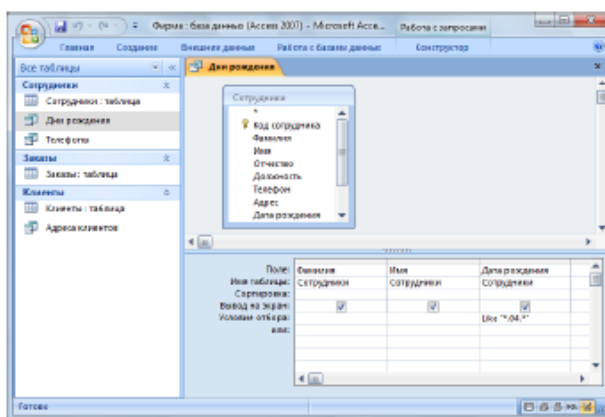 Фирма : база данных (Access 2007) - Microsoft Acce...
Работа с запросами
Главная Создание Внешние данные Работа с базами данных Конструктор
Все таблицы
Дни рождения
Сотрудники
Сотрудники : таблица
Дни рождения
Телефоны
Заказы
Заказы : таблица
Клиенты
Клиенты : таблица
Адреса клиентов
Сотрудники
*
Код сотрудника
Фамилия
Имя
Отчество
Должность
Телефон
Адрес
Дата рождения
Поле: Фамилия Имя Дата рождения
Имя таблицы: Сотрудники Сотрудники Сотрудники
Сортировка:
Вывод на экран:
Условие отбора: Like "*.04.*"
или:
Готово